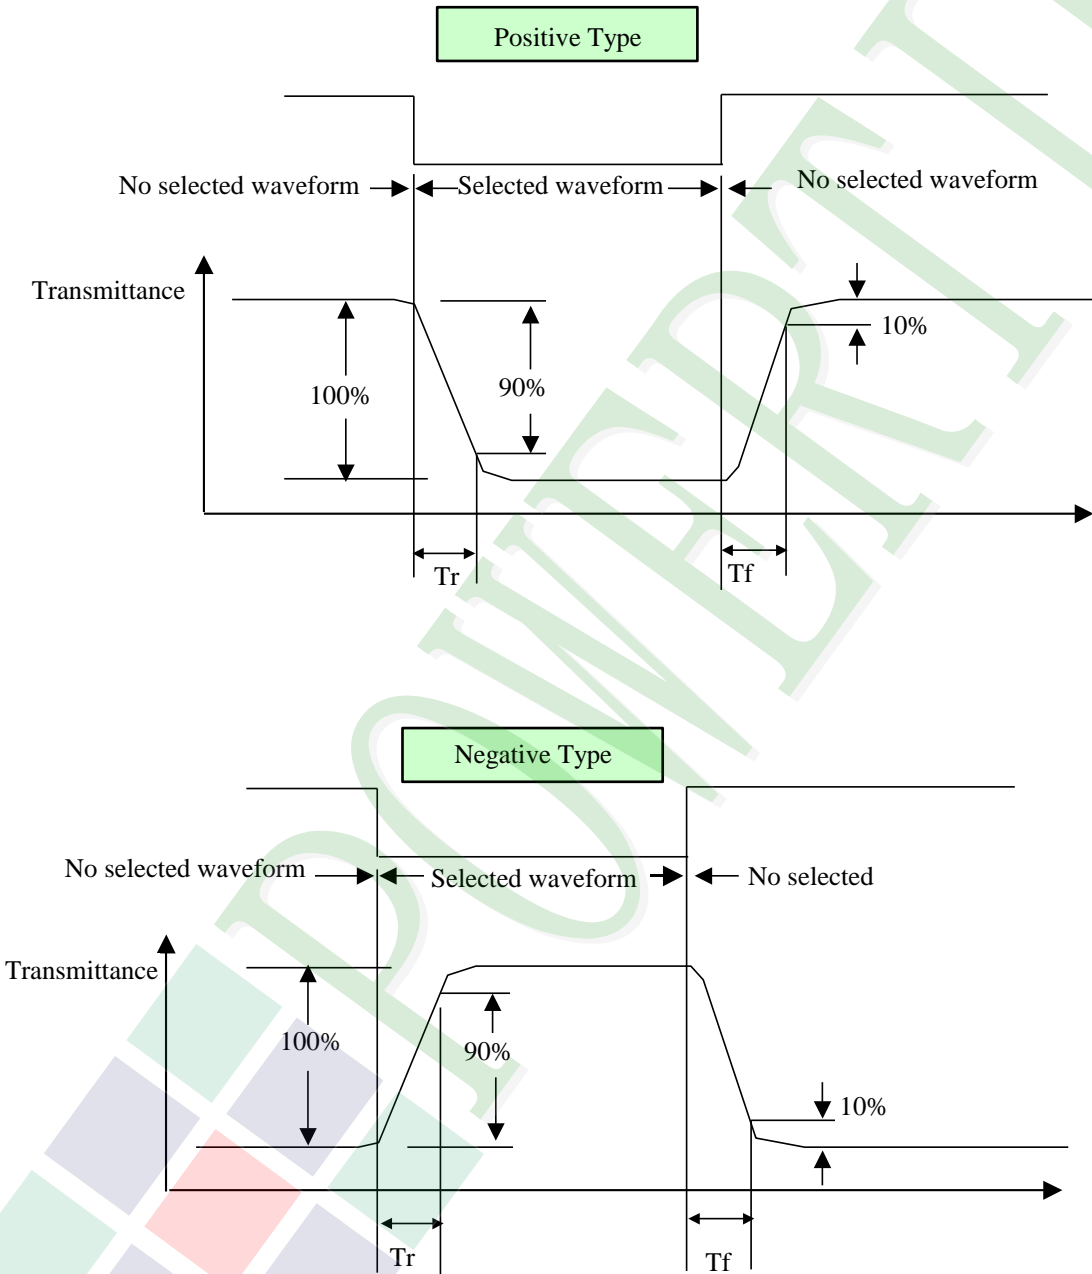 Positive Type
No selected waveform
Selected waveform
No selected waveform
Transmittance
10%
100%
90%
Tr
Tf
Negative Type
No selected waveform
Selected waveform
No selected
Transmittance
100%
90%
10%
Tr
Tf